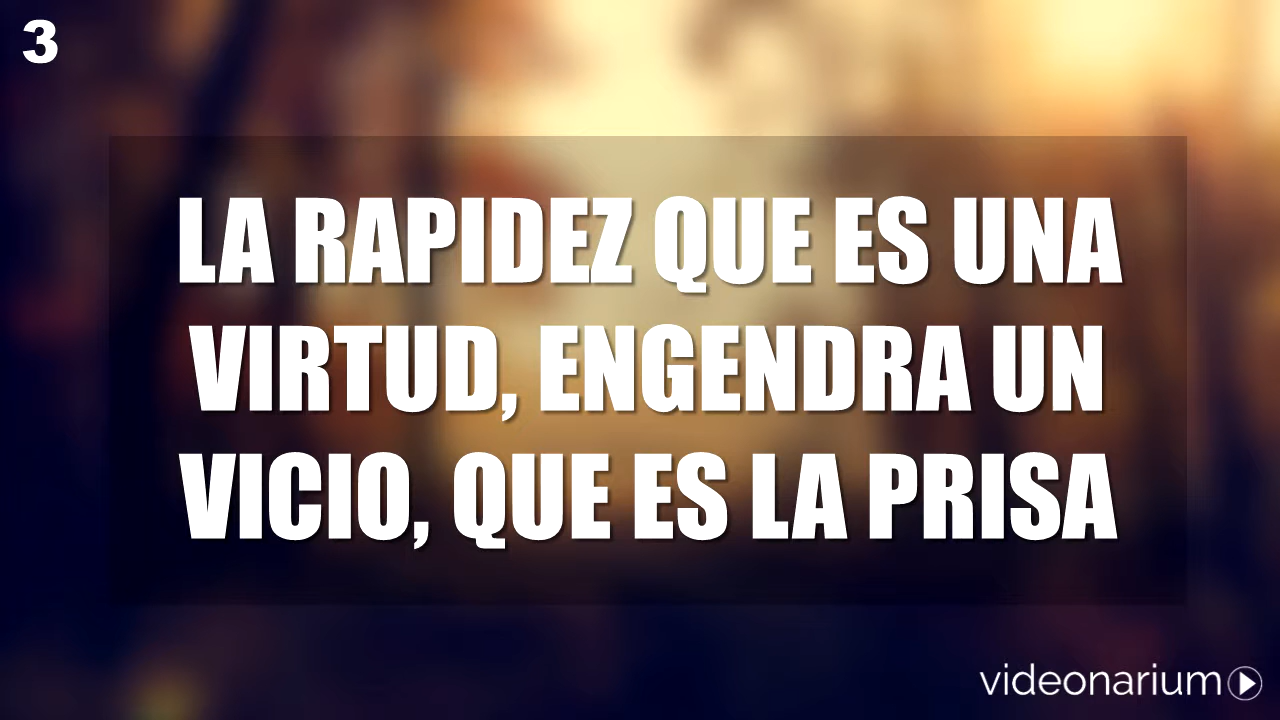 3
LA RAPIDEZ QUE ES UNA
VIRTUD, ENGENDRA UN
VICIO, QUE ES LA PRISA
videonarium